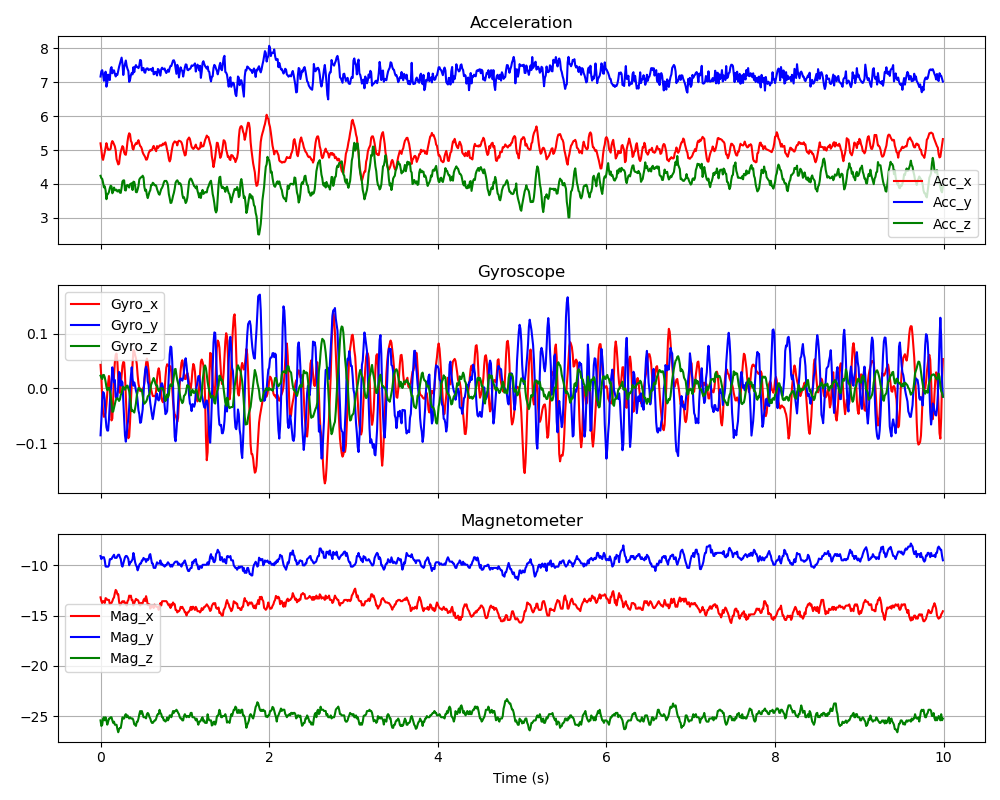 Acceleration
8
7
6
5
4
3
Acc_x
Acc_y
Acc_z
Gyroscope
0.1
0.0
−0.1
Gyro_x
Gyro_y
Gyro_z
Magnetometer
−10
−15
−20
−25
Mag_x
Mag_y
Mag_z
0 2 4 6 8 10
Time (s)